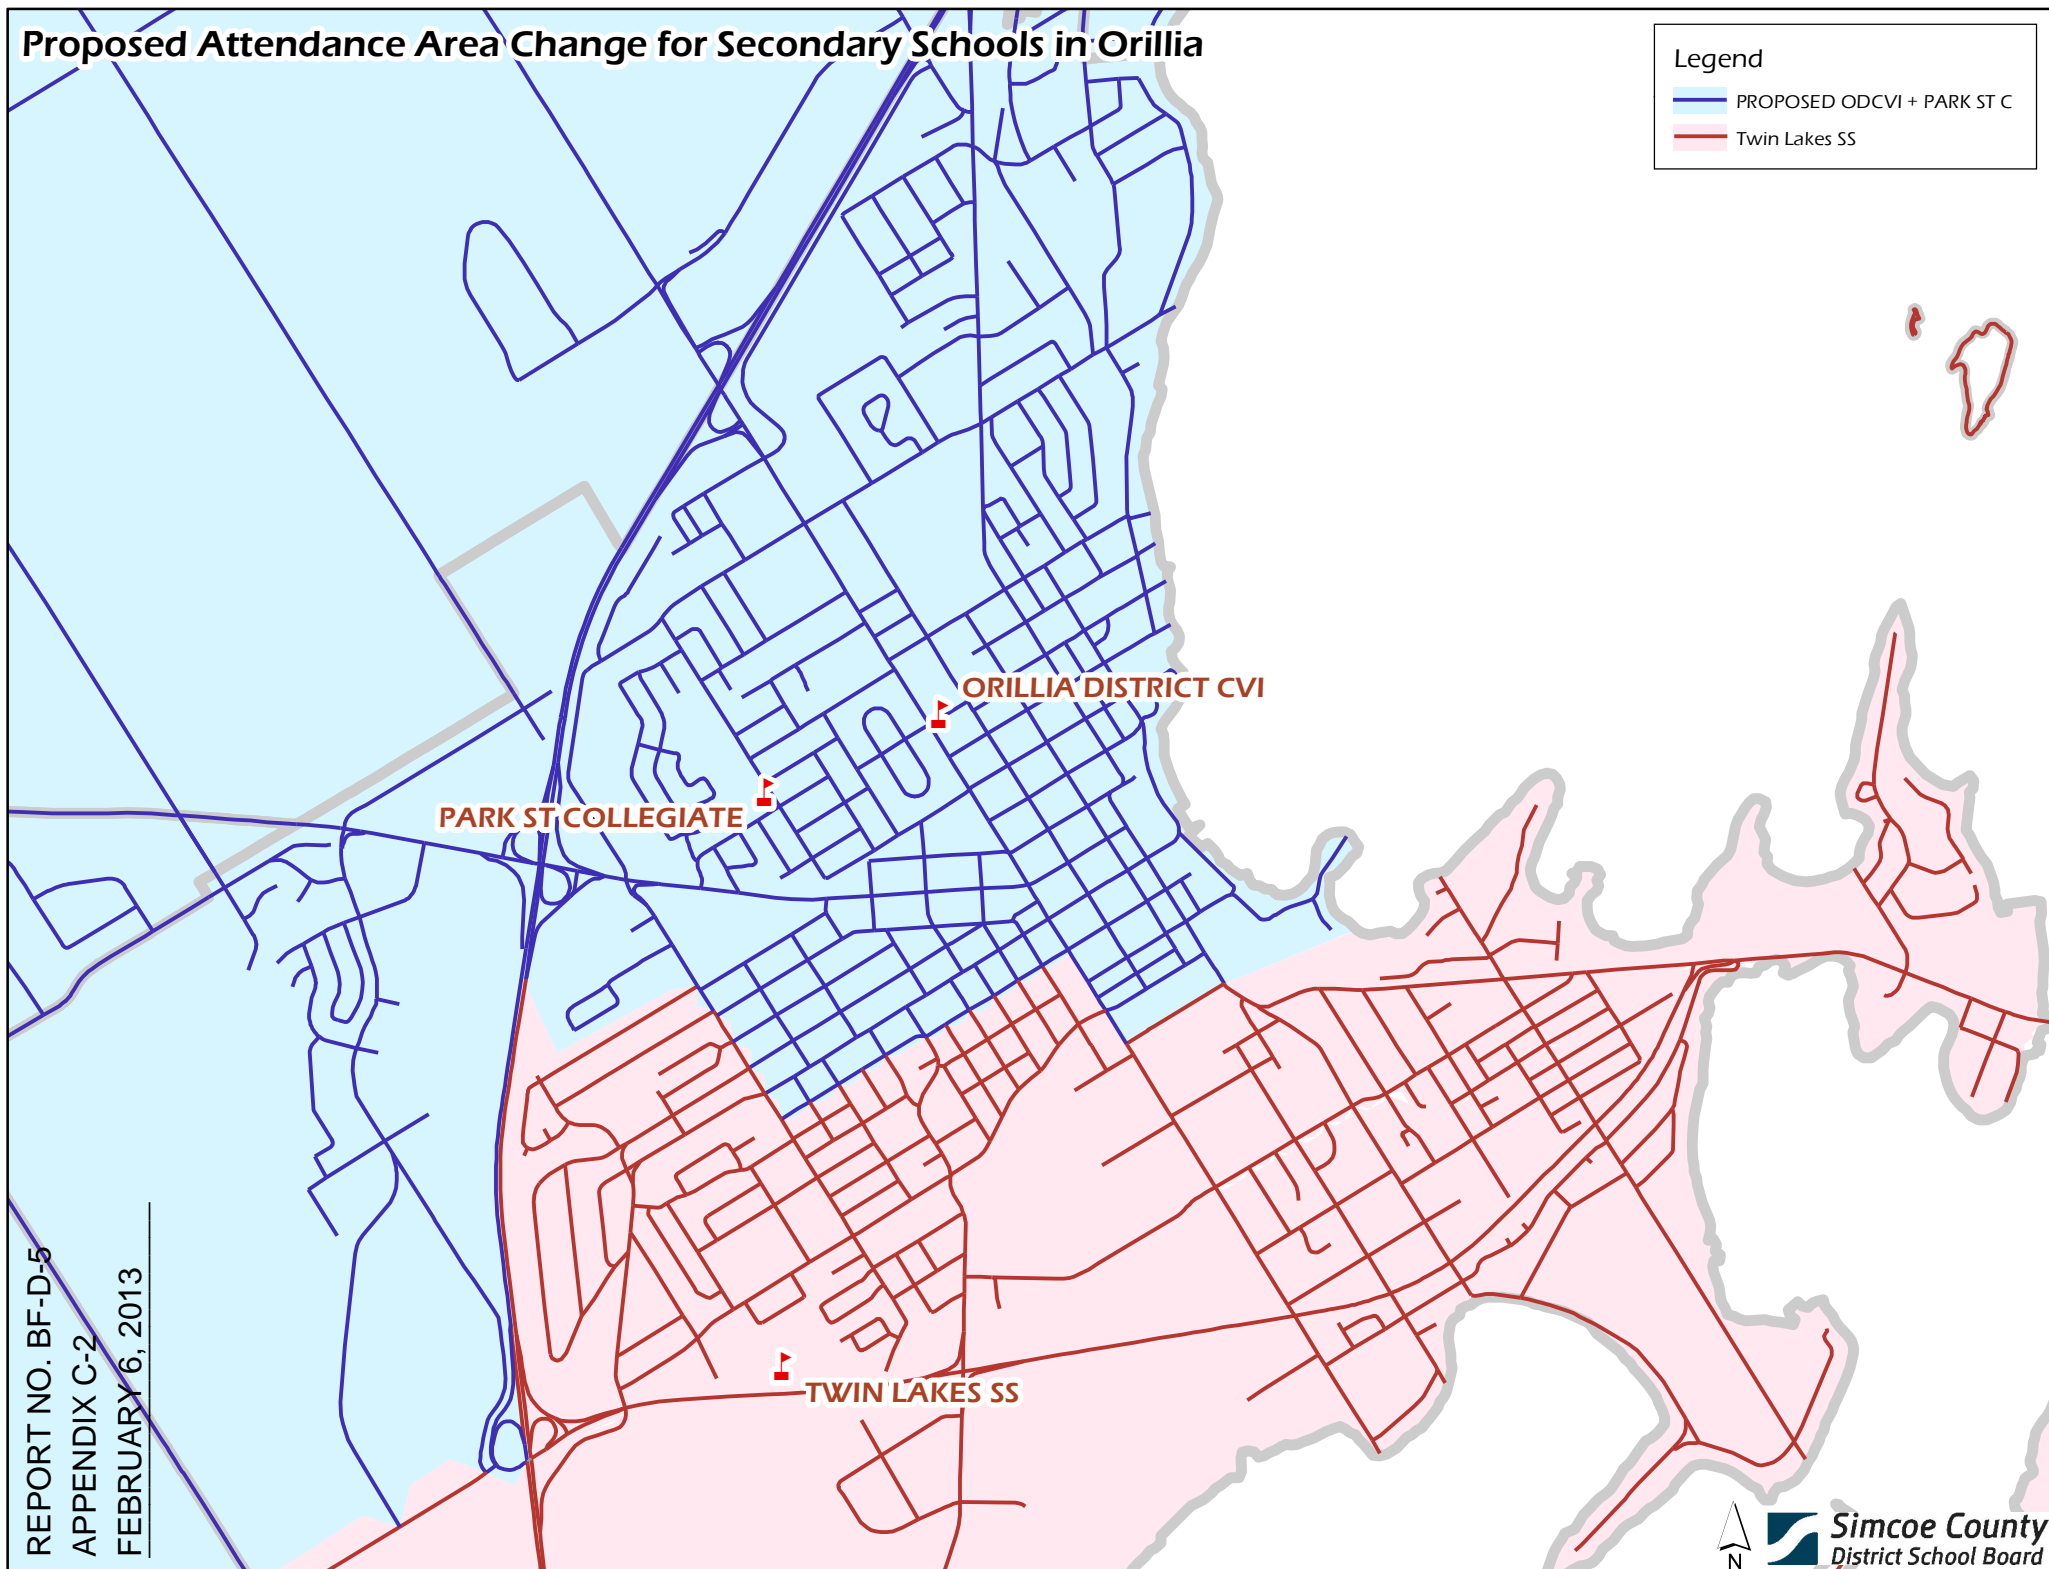 Proposed Attendance Area Change for Secondary Schools in Orillia
Legend
PROPOSED ODCVI + PARK ST C
Twin Lakes SS
ORILLIA DISTRICT CVI
PARK ST COLLEGIATE
TWIN LAKES SS
REPORT NO. BF-D-5
APPENDIX C-2
FEBRUARY 6, 2013
N
Simcoe County
District School Board